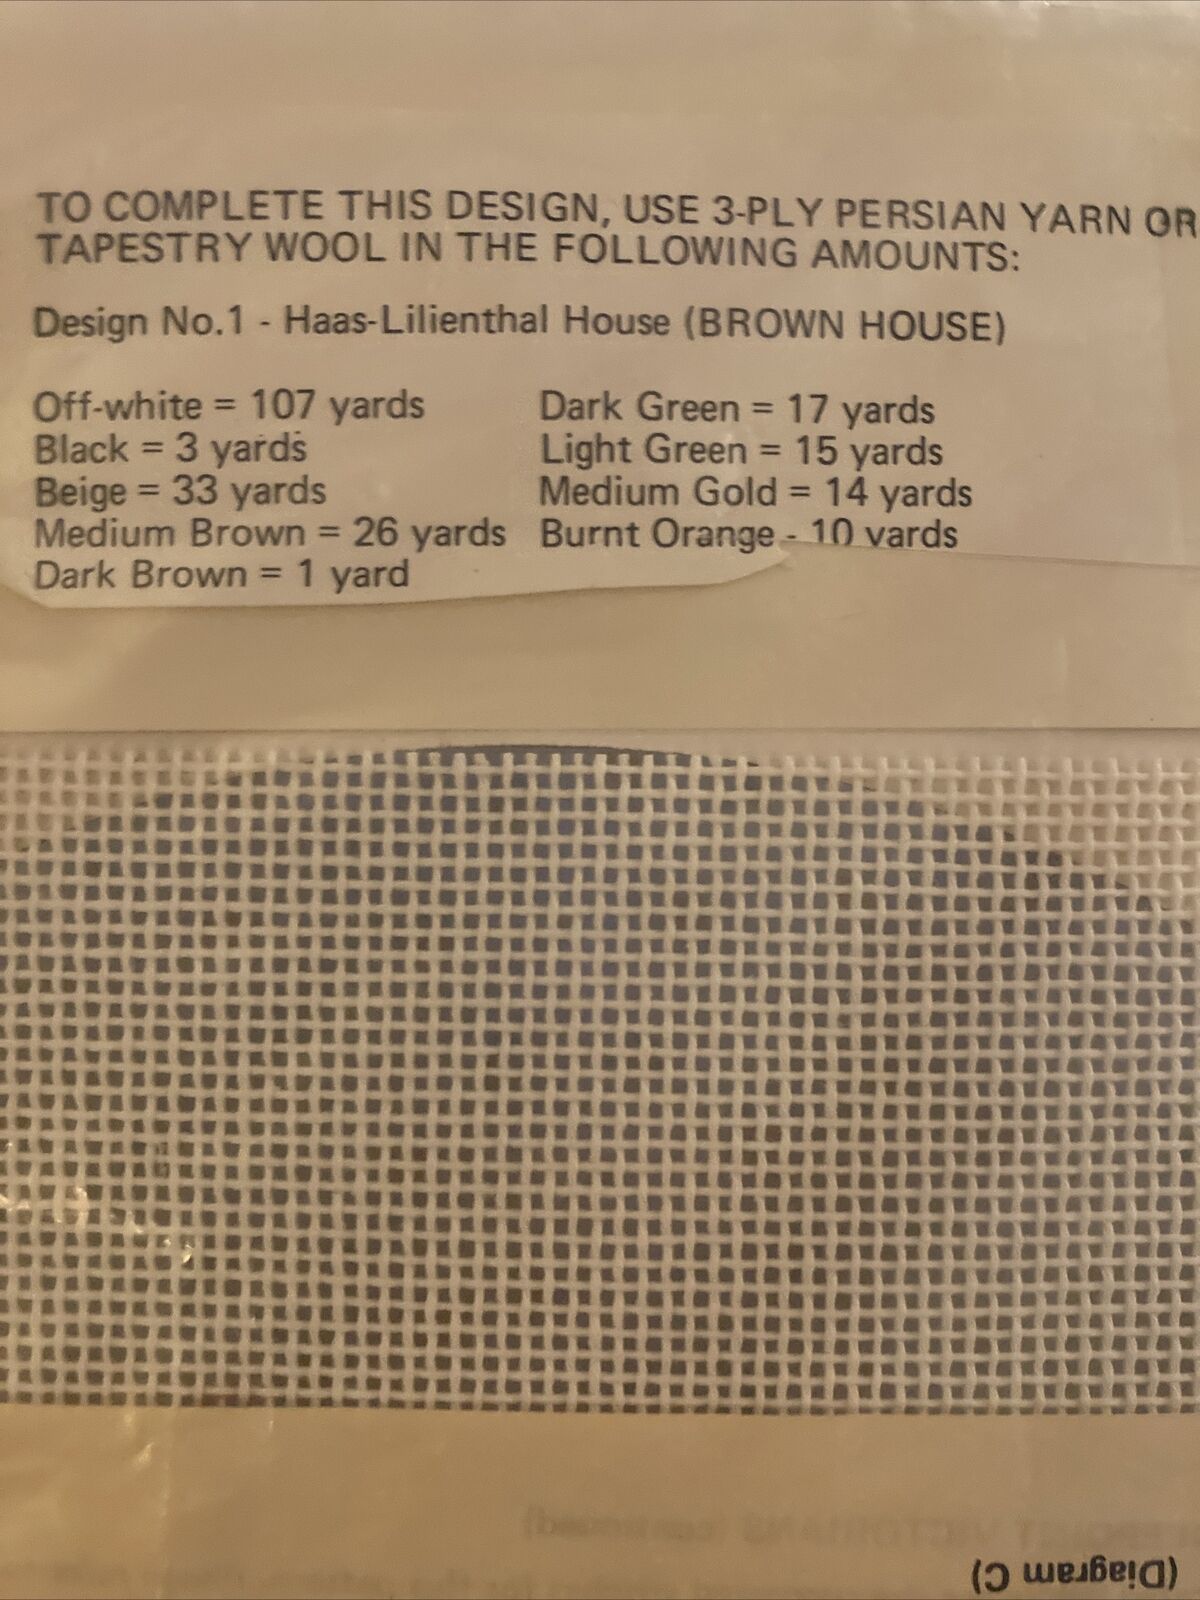 TO COMPLETE THIS DESIGN, USE 3-PLY PERSIAN YARN OR
TAPESTRY WOOL IN THE FOLLOWING AMOUNTS:
Design No.1 - Haas-Lilienthal House (BROWN HOUSE)
Off-white = 107 yards
Black = 3 yards
Beige = 33 yards
Medium Brown = 26 yards
Dark Brown = 1 yard
Dark Green = 17 yards
Light Green = 15 yards
Medium Gold = 14 yards
Burnt Orange - 10 yards
VICTORIANS (continued)
(Diagram C)